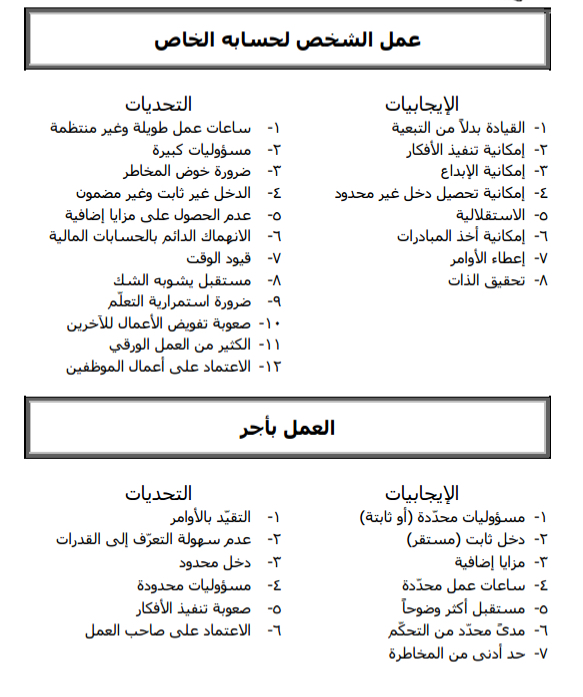 عمل الشخص لحسابه الخاص
الإيجابيات
١- القيادة بدلاً من التبعية
٢- إمكانية تنفيذ الأفكار
٣- إمكانية الإبداع
٤- إمكانية تحصيل دخل غير محدود
٥- الاستقلالية
٦- إمكانية أخذ المبادرات
٧- إعطاء الأوامر
٨- تحقيق الذات
التحديات
١- ساعات عمل طويلة وغير منتظمة
٢- مسؤوليات كبيرة
٣- ضرورة خوض المخاطر
٤- الدخل غير ثابت وغير مضمون
٥- عدم الحصول على مزايا إضافية
٦- الانهماك الدائم بالحسابات المالية
٧- قيود الوقت
٨- مستقبل يشوبه الشك
٩- ضرورة استمرارية التعلّم
١٠- صعوبة تفويض الأعمال للآخرين
١١- الكثير من العمل الورقي
١٢- الاعتماد على أعمال الموظفين
العمل بأجر
الإيجابيات
١- مسؤوليات محدّدة (أو ثابتة)
٢- دخل ثابت (مستقر)
٣- مزايا إضافية
٤- ساعات عمل محدّدة
٥- مستقبل أكثر وضوحاً
٦- مدىً محدّد من التحكّم
٧- حد أدنى من المخاطرة
التحديات
١- التقيّد بالأوامر
٢- عدم سهولة التعرّف إلى القدرات
٣- دخل محدود
٤- مسؤوليات محدودة
٥- صعوبة تنفيذ الأفكار
٦- الاعتماد على صاحب العمل